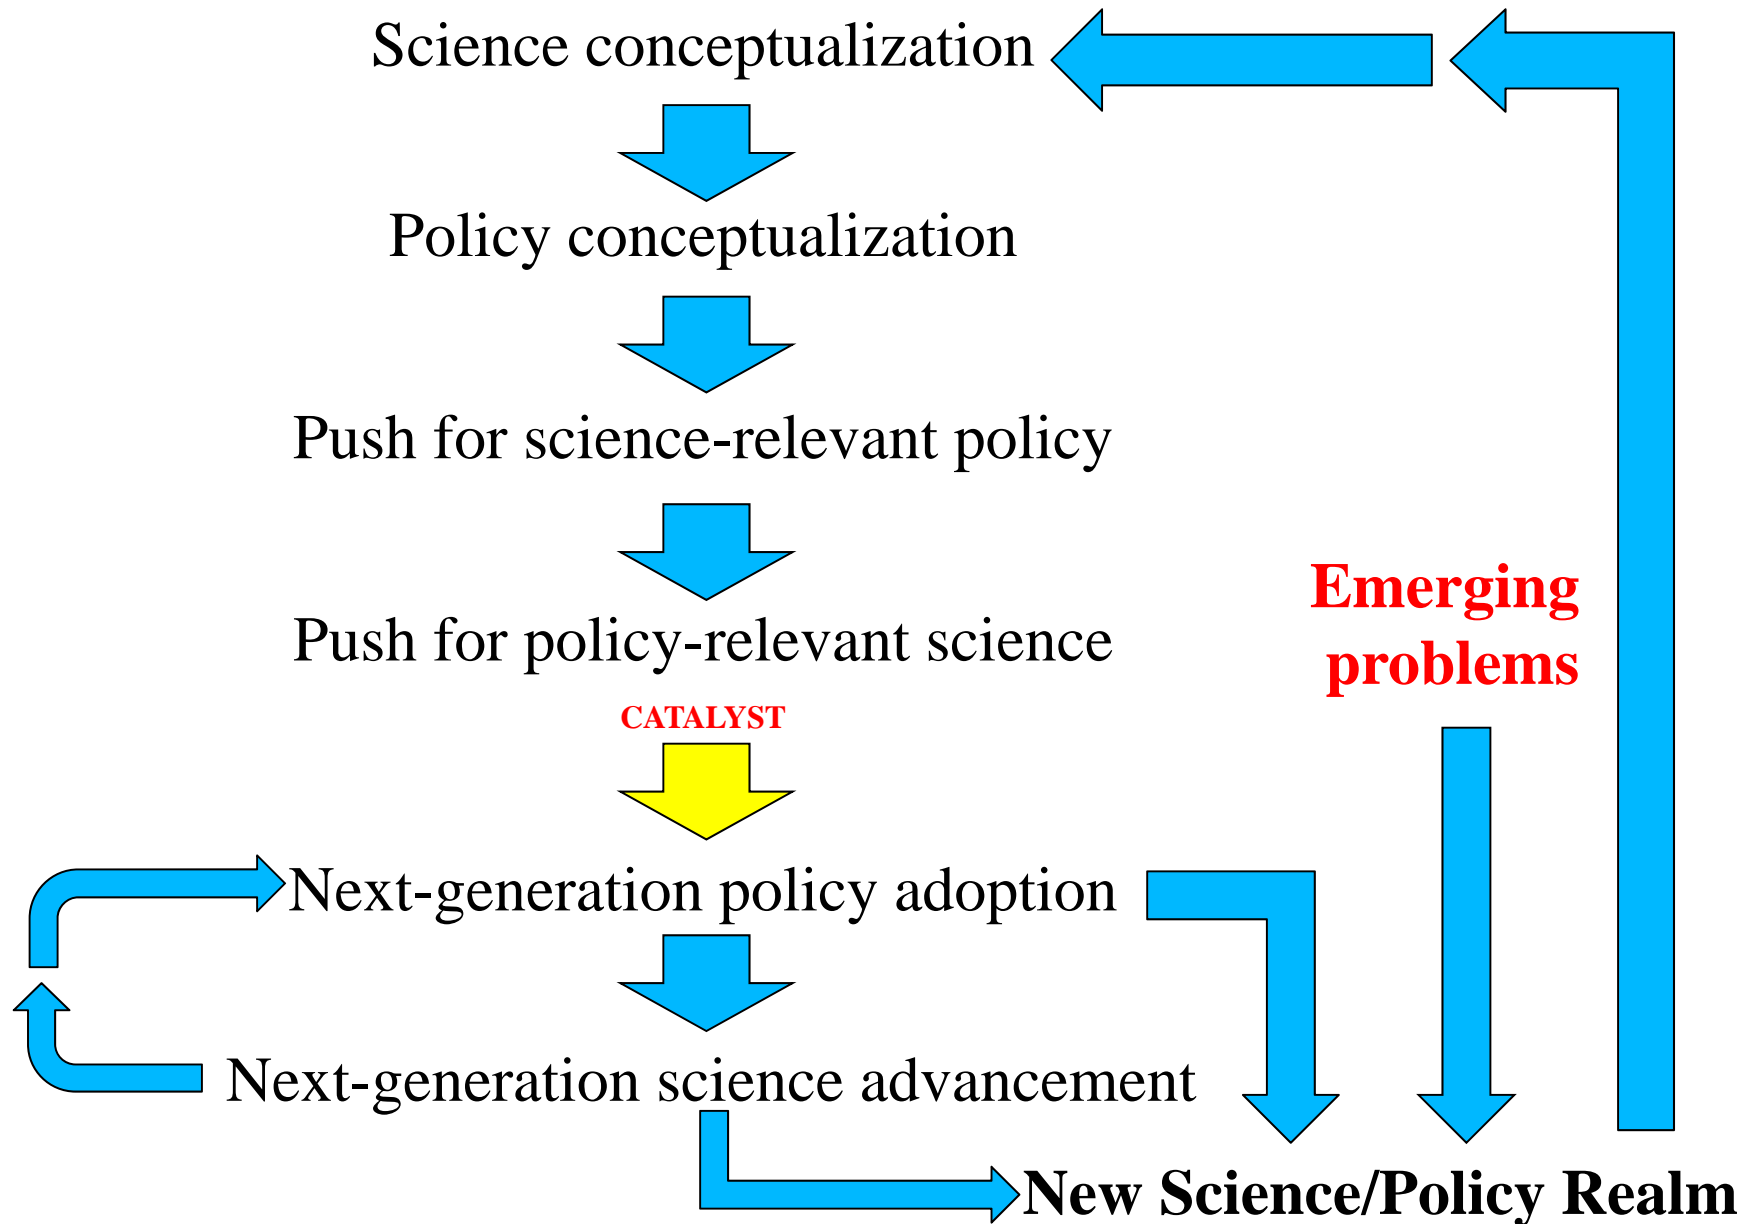 Science conceptualization
Policy conceptualization
Push for science-relevant policy
Push for policy-relevant science
Emerging
problems
CATALYST
Next-generation policy adoption
Next-generation science advancement
New Science/Policy Realm